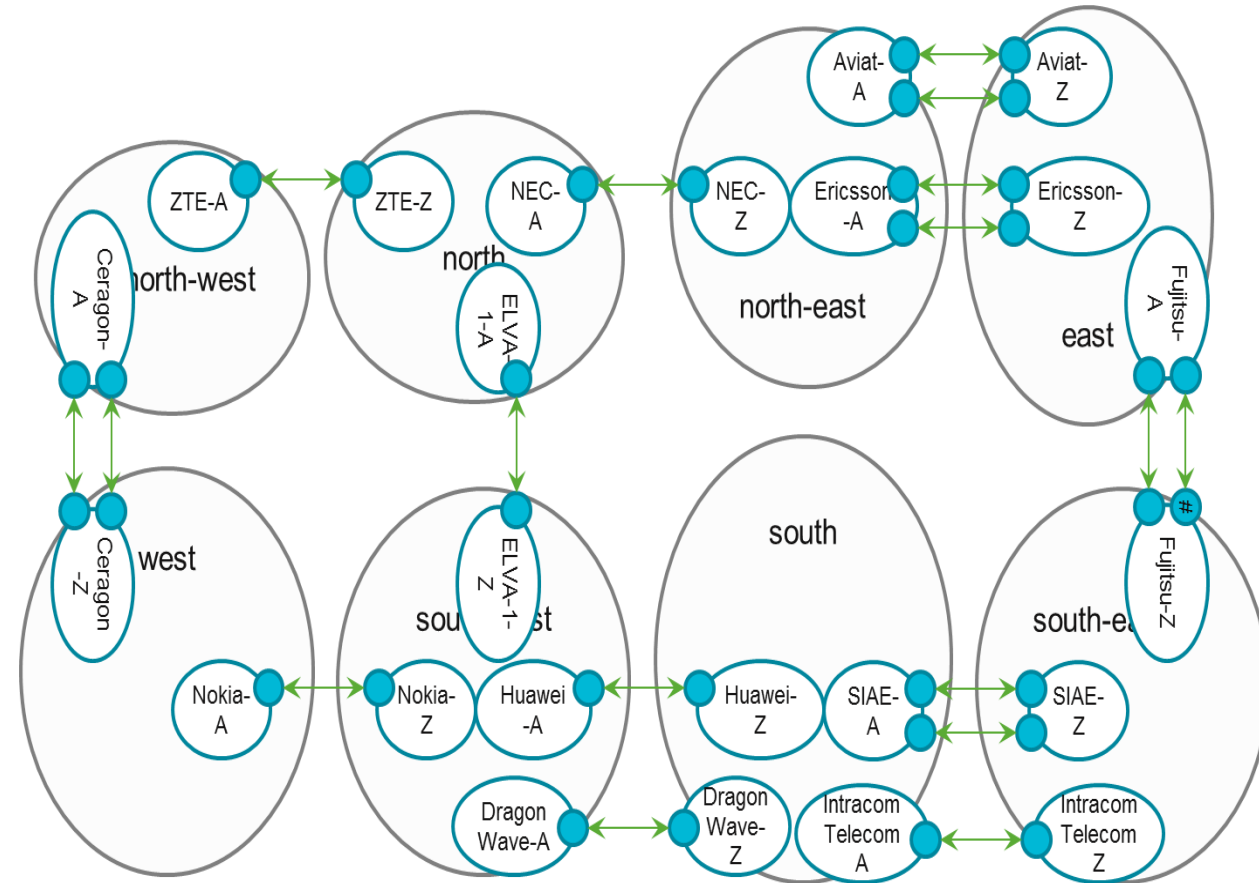 Aviat-
A
Aviat-
Z
ZTE-A
ZTE-Z
NEC-
A
NEC-
Z
Ericsson
-A
Ericsson-
Z
north
north-west
Ceragon-
A
ELVA-
1-A
north-east
east
Fujitsu-
A
Ceragon
-Z
west
ELVA-1-
Z
south
#
Fujitsu-Z
Nokia-
A
Nokia-
Z
Huawei
-A
Huawei-
Z
SIAE-
A
SIAE-
Z
Dragon
Wave-A
Dragon
Wave-
Z
Intracom
Telecom
A
Intracom
Telecom
Z